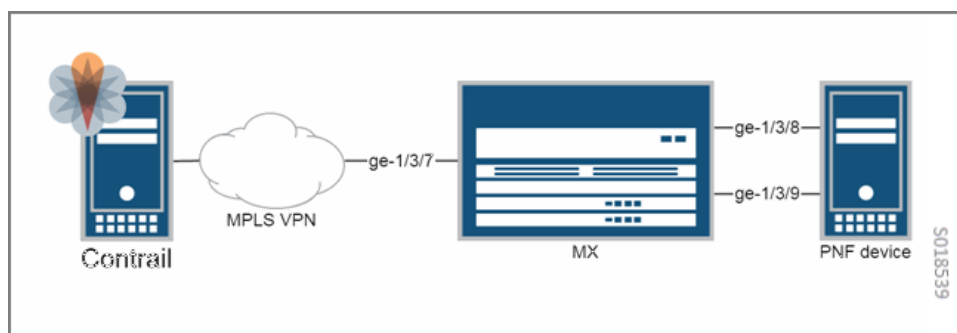 ge-1/3/8
ge-1/3/7
ge-1/3/9
MPLS VPN
Contrail
MX
PNF device
S018539